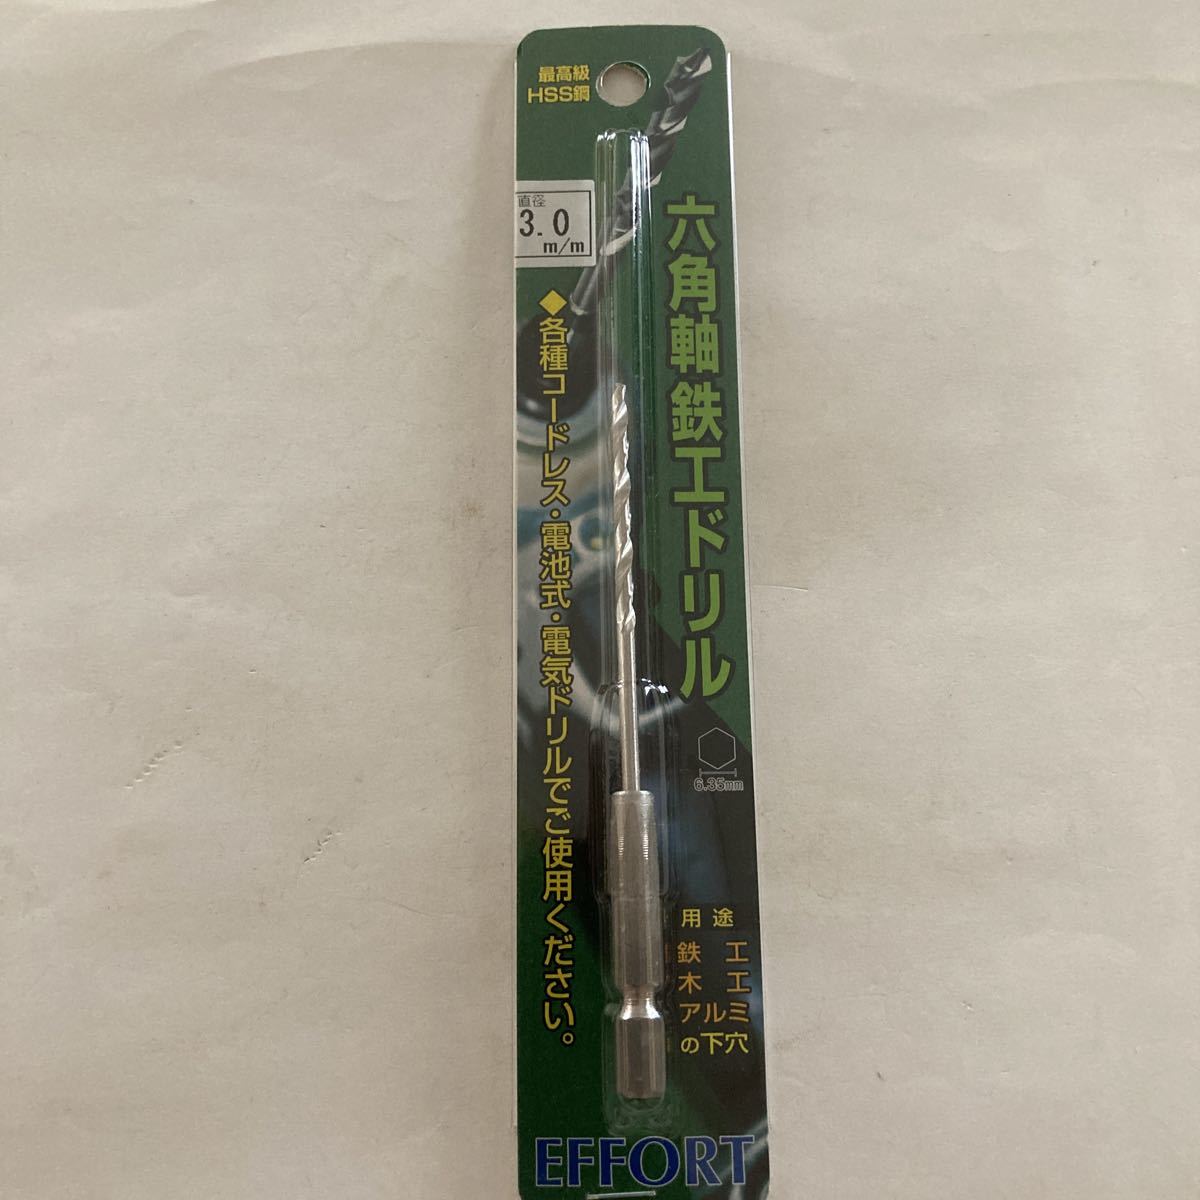 最高級
HSS鋼
直径
3.0
m/m
六角軸鉄工ドリル
◆各種コードレス・電池式・電気ドリルでご使用ください。
6.35mm
用途
鉄工
木工
アルミ
の下穴
EFFORT